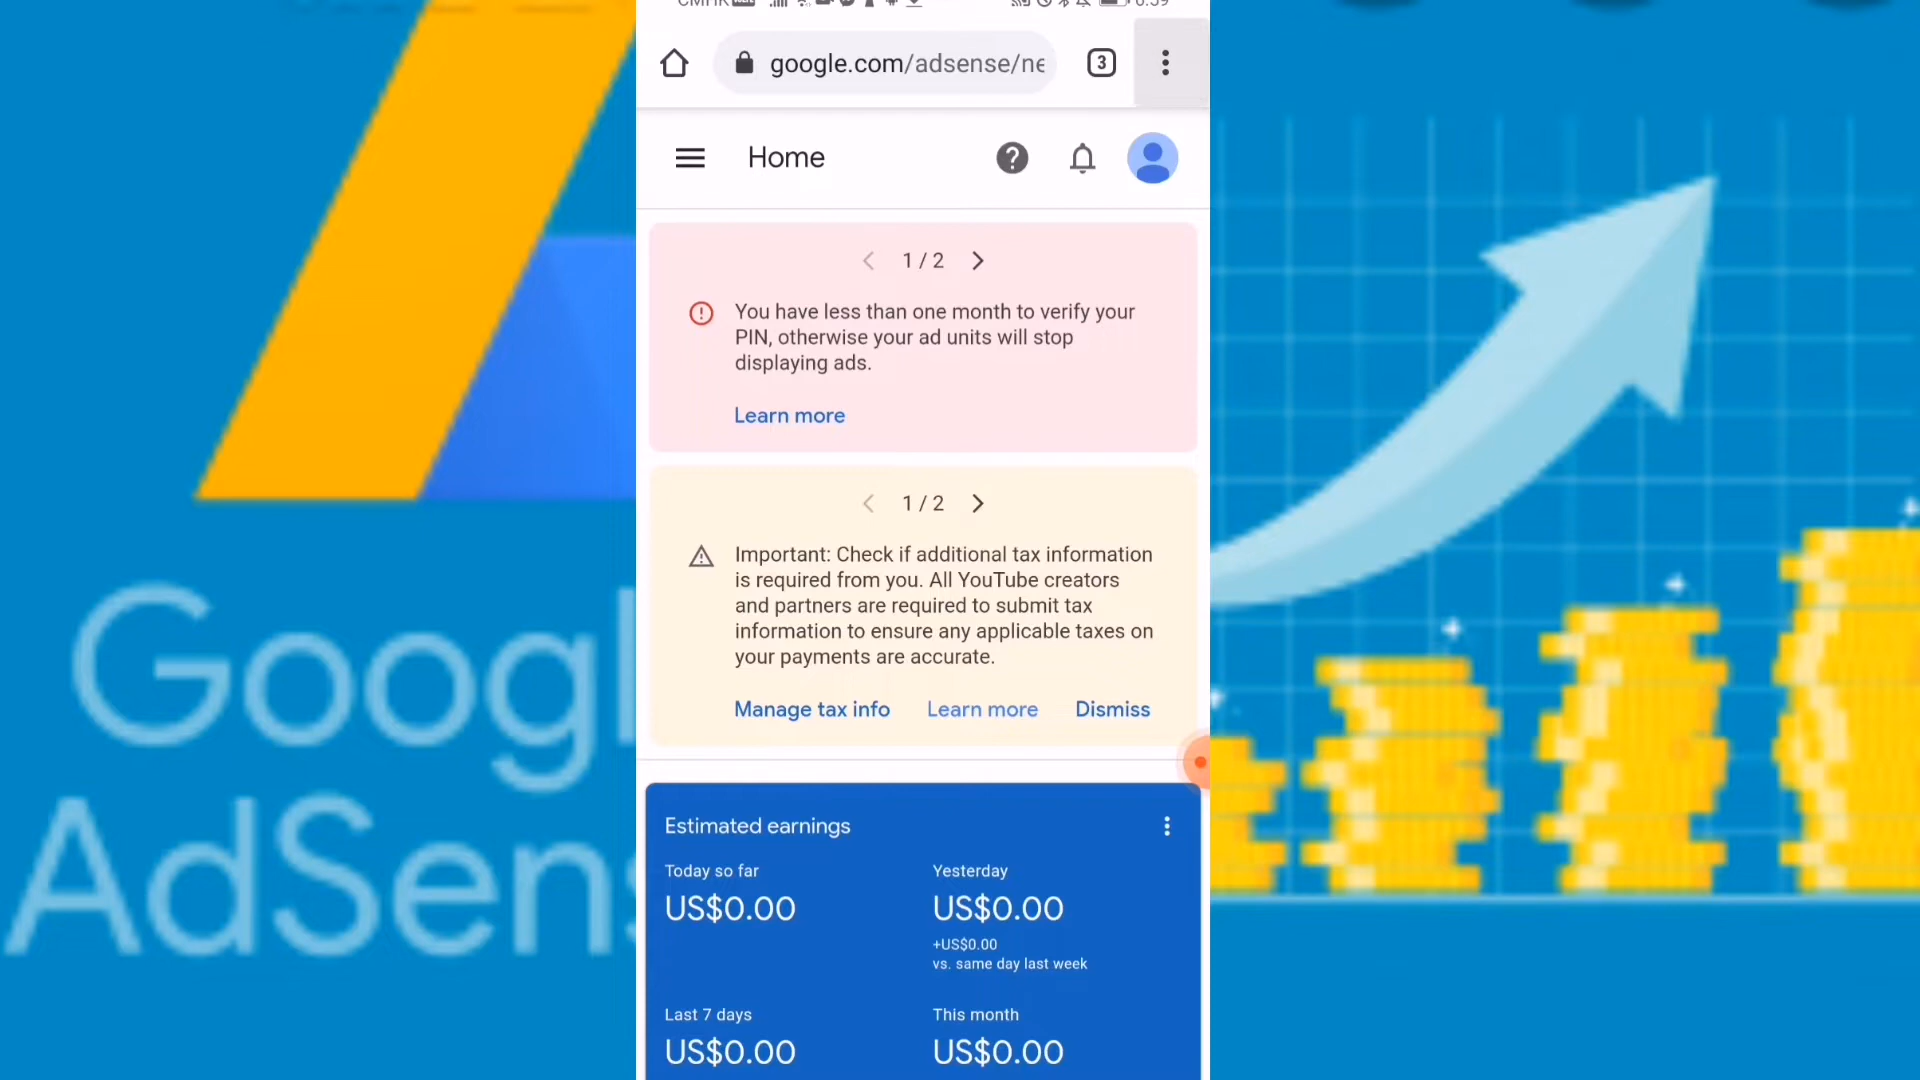 google.com/adsense/ne
3
Home
1 / 2
You have less than one month to verify your
PIN, otherwise your ad units will stop
displaying ads.
Learn more
1 / 2
Important: Check if additional tax information
is required from you. All YouTube creators
and partners are required to submit tax
information to ensure any applicable taxes on
your payments are accurate.
Manage tax info Learn more Dismiss
Estimated earnings
Today so far Yesterday
US$0.00 US$0.00
+US$0.00
vs. same day last week
Last 7 days This month
US$0.00 US$0.00
Googl
AdSens